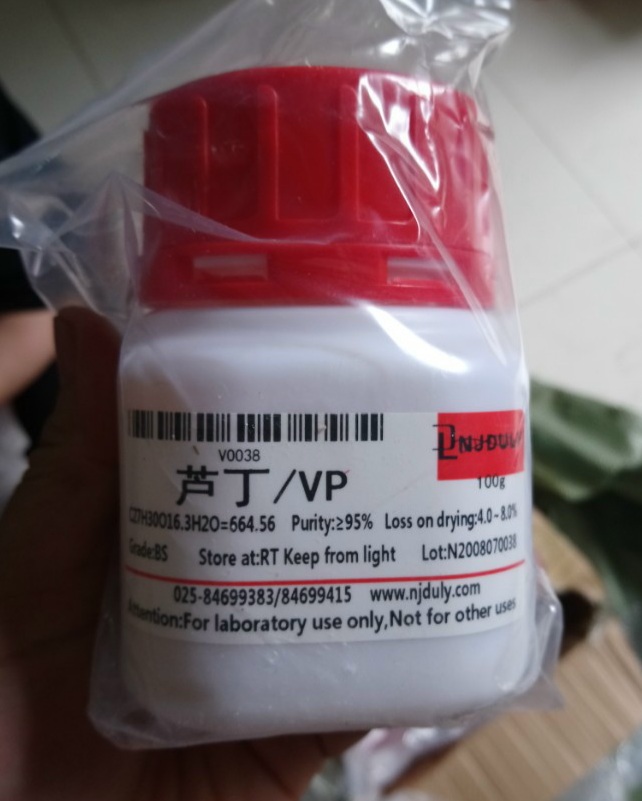 V0038
NJDULY
芦丁/VP
100g
C27H30O16.3H2O=664.56 Purity:≥95% Loss on drying:4.0-8.0%
Grade:BS Store at:RT Keep from light Lot:N2008070038
025-84699383/84699415 www.njduly.com
Attention:For laboratory use only,Not for other uses